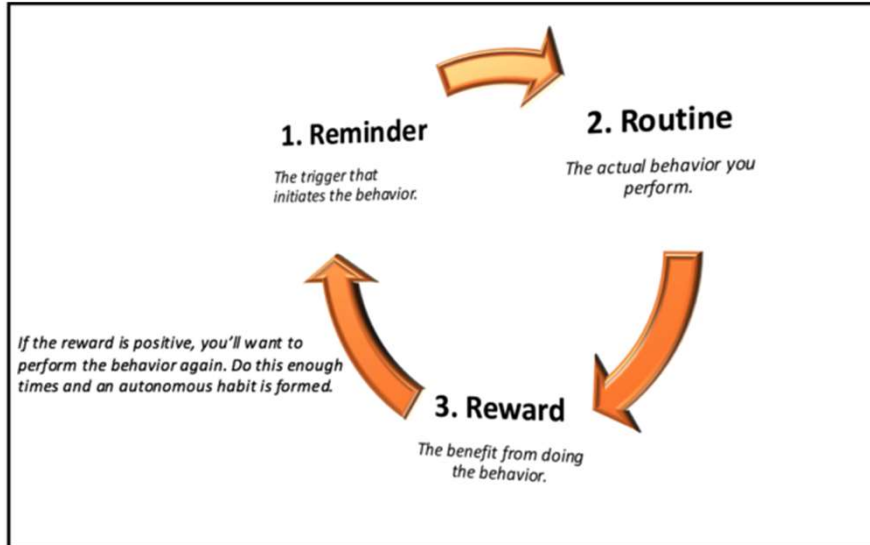 1. Reminder
The trigger that
initiates the behavior.
2. Routine
The actual behavior you
perform.
3. Reward
The benefit from doing
the behavior.
If the reward is positive, you'll want to
perform the behavior again. Do this enough
times and an autonomous habit is formed.